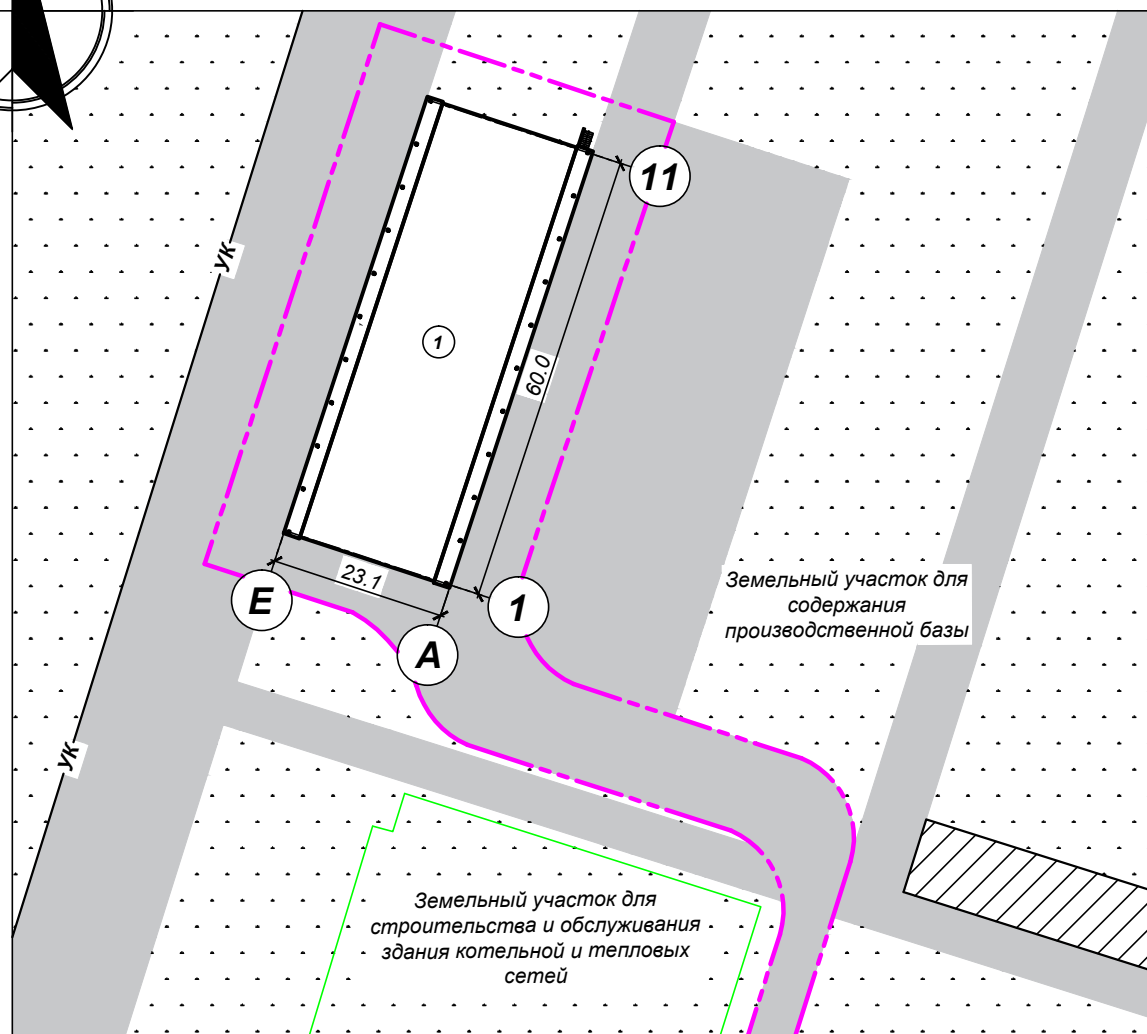 11
УК
1
60.0
23.1
Е
1
А
Земельный участок для
содержания
производственной базы
УК
Земельный участок для
строительства и обслуживания
здания котельной и тепловых
сетей